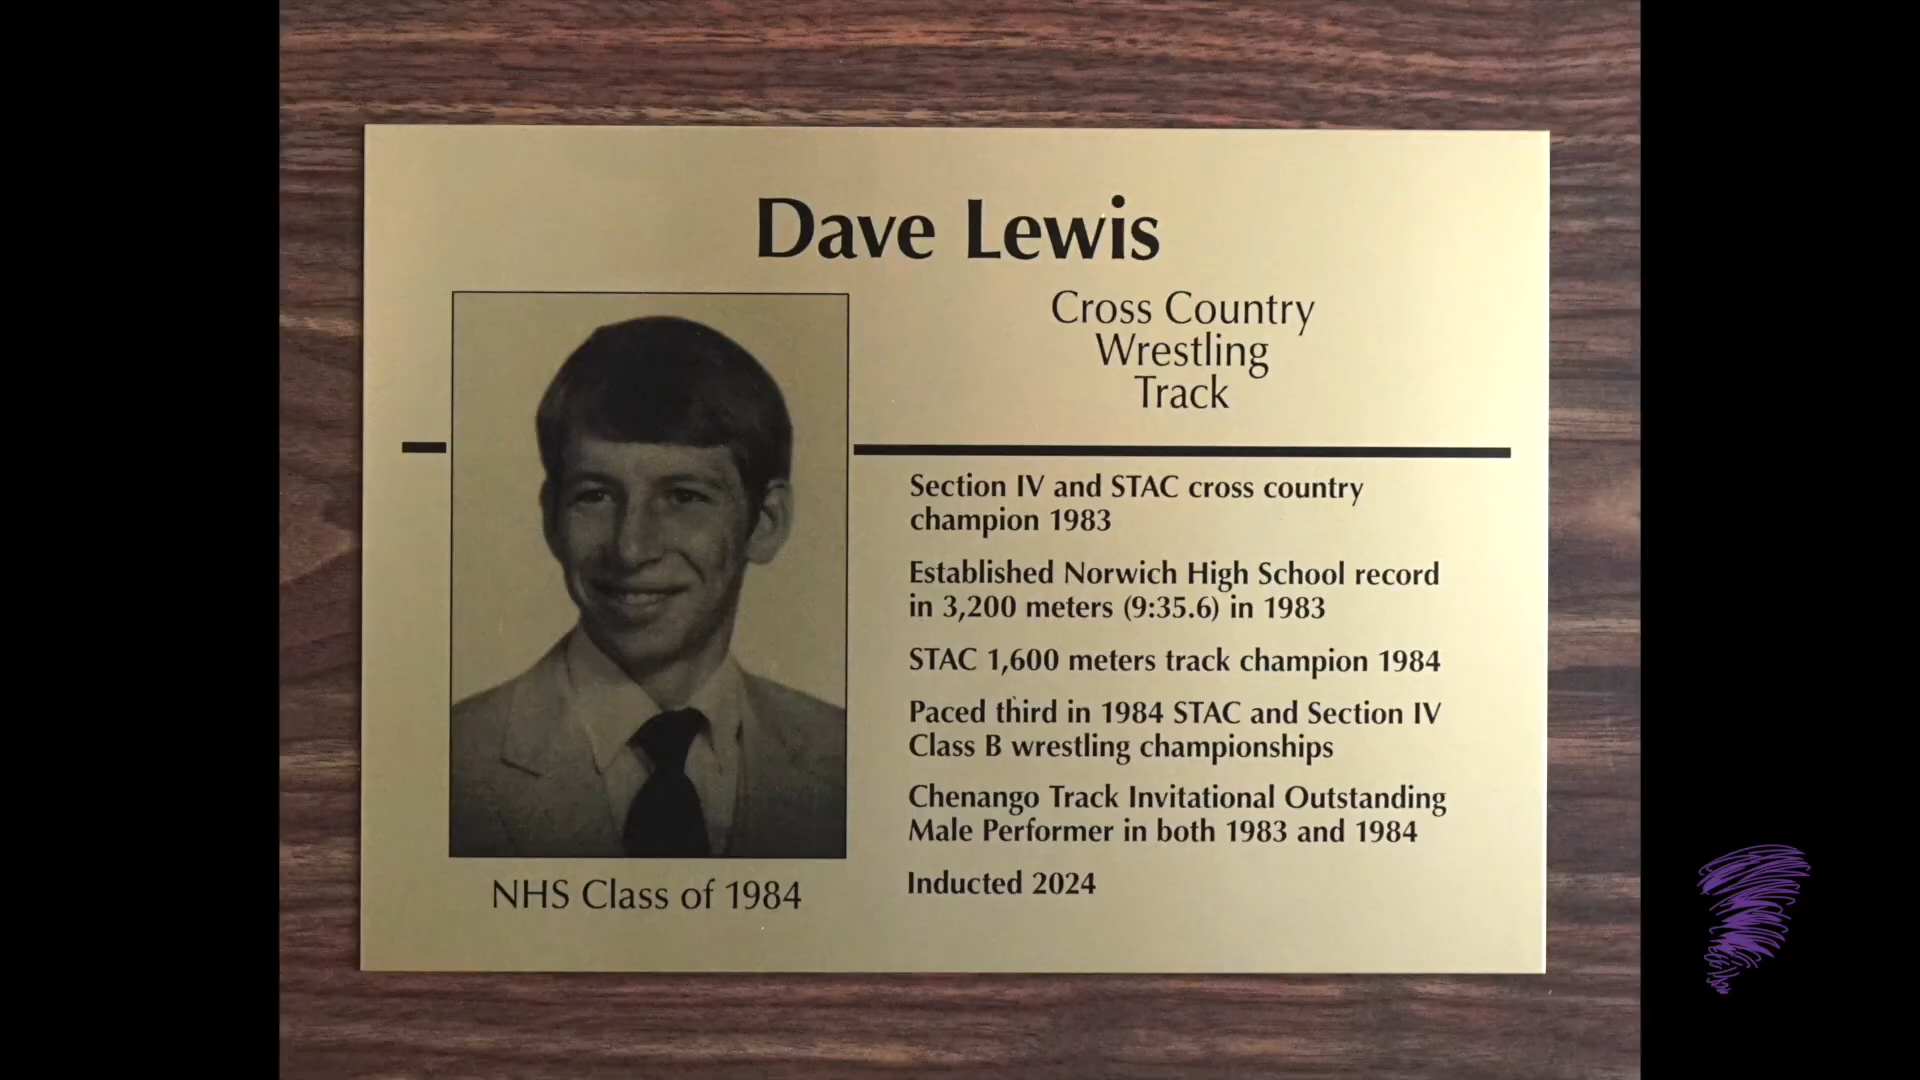 Dave Lewis
Cross Country
Wrestling
Track
Section IV and STAC cross country
champion 1983
Established Norwich High School record
in 3,200 meters (9:35.6) in 1983
STAC 1,600 meters track champion 1984
Paced third in 1984 STAC and Section IV
Class B wrestling championships
Chenango Track Invitational Outstanding
Male Performer in both 1983 and 1984
Inducted 2024
NHS Class of 1984